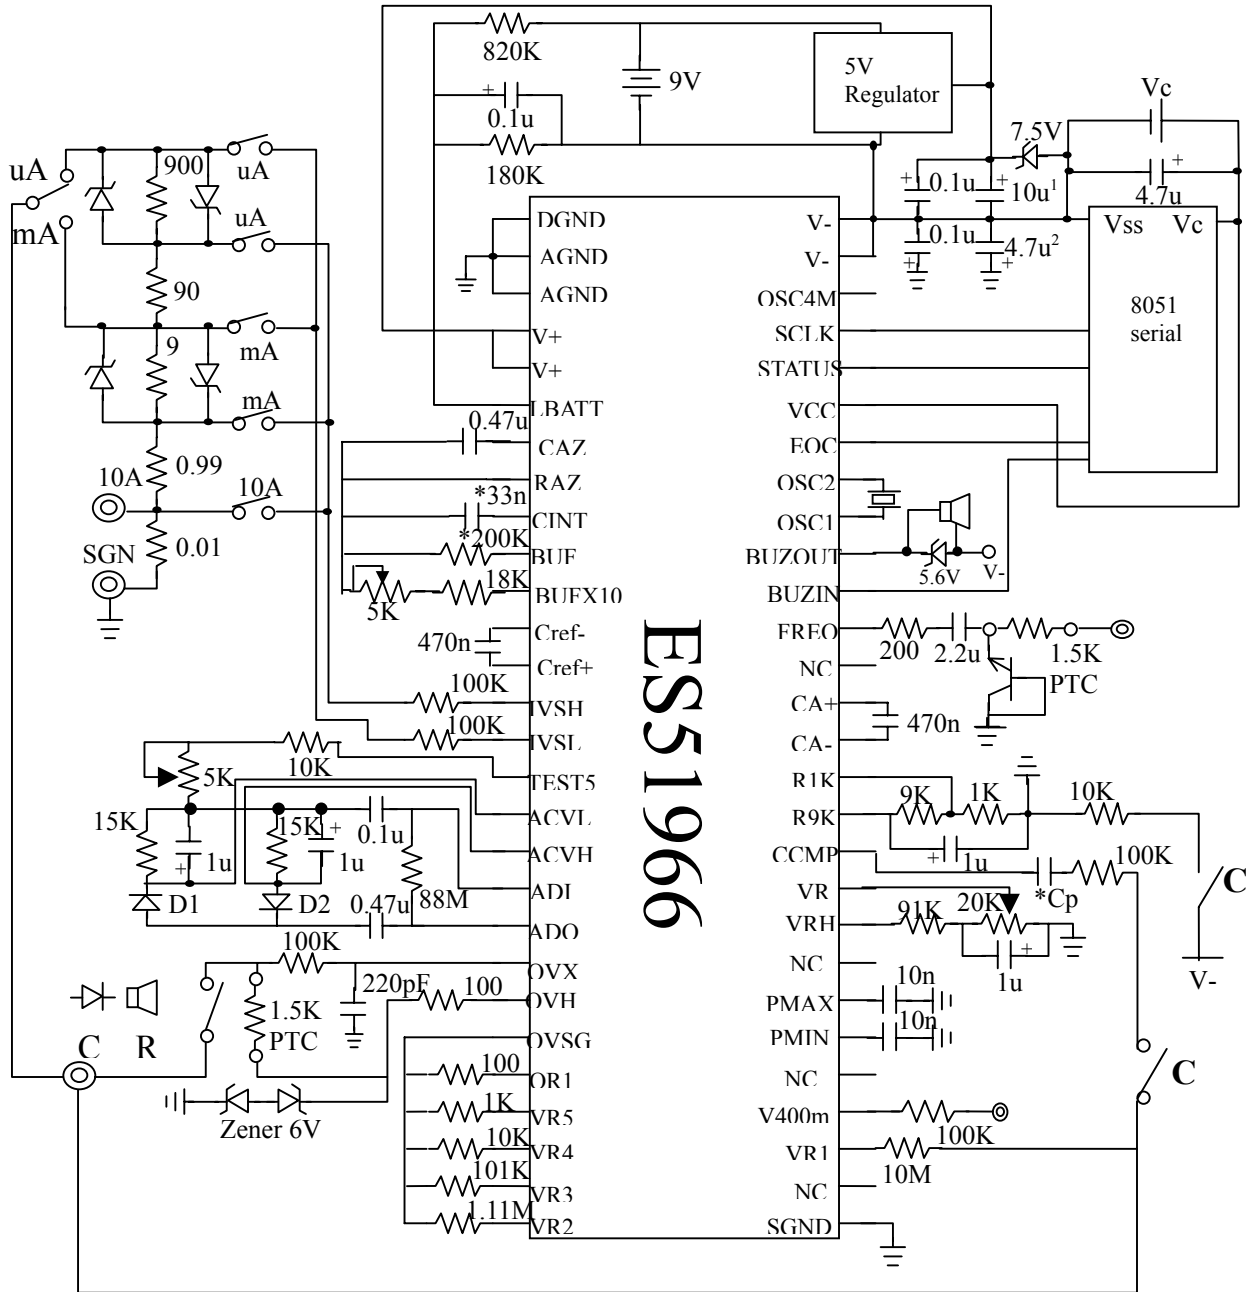 820K
9V
5V
Regulator
Vc
+
0.1u
180K
7.5V
+
4.7u
+
0.1u
+
10u¹
+
0.1u
4.7u²
+
Vss
Vc
8051
serial
uA
mA
900
uA
uA
90
9
mA
mA
0.99
10A
10A
SGN
0.01
DGND
AGND
AGND
V+
V+
LBATT
0.47u
CAZ
RAZ
*33n
CINT
*200K
BUF
18K
5K
BUFX10
470n
Cref-
Cref+
100K
IVSH
100K
IVSL
10K
5K
TEST5
15K
+
1u
15K
+
1u
0.1u
ACVL
ACVH
88M
ADI
D1
D2
0.47u
ADO
100K
OVX
220pF
100
OVH
1.5K
PTC
C
R
OVSG
100
OR1
Zener 6V
1K
VR5
10K
VR4
101K
VR3
1.11M
VR2
ES51966
V-
V-
OSC4M
SCLK
STATUS
VCC
EOC
OSC2
OSC1
BUZOUT
5.6V
V-
BUZIN
FREQ
200
2.2u
1.5K
PTC
NC
CA+
470n
CA-
R1K
9K
1K
10K
R9K
+
1u
CCMP
*Cp
100K
C
VR
20K
VRH
91K
1u
+
V-
NC
PMAX
10n
PMIN
10n
NC
C
V400m
100K
VR1
10M
NC
SGND